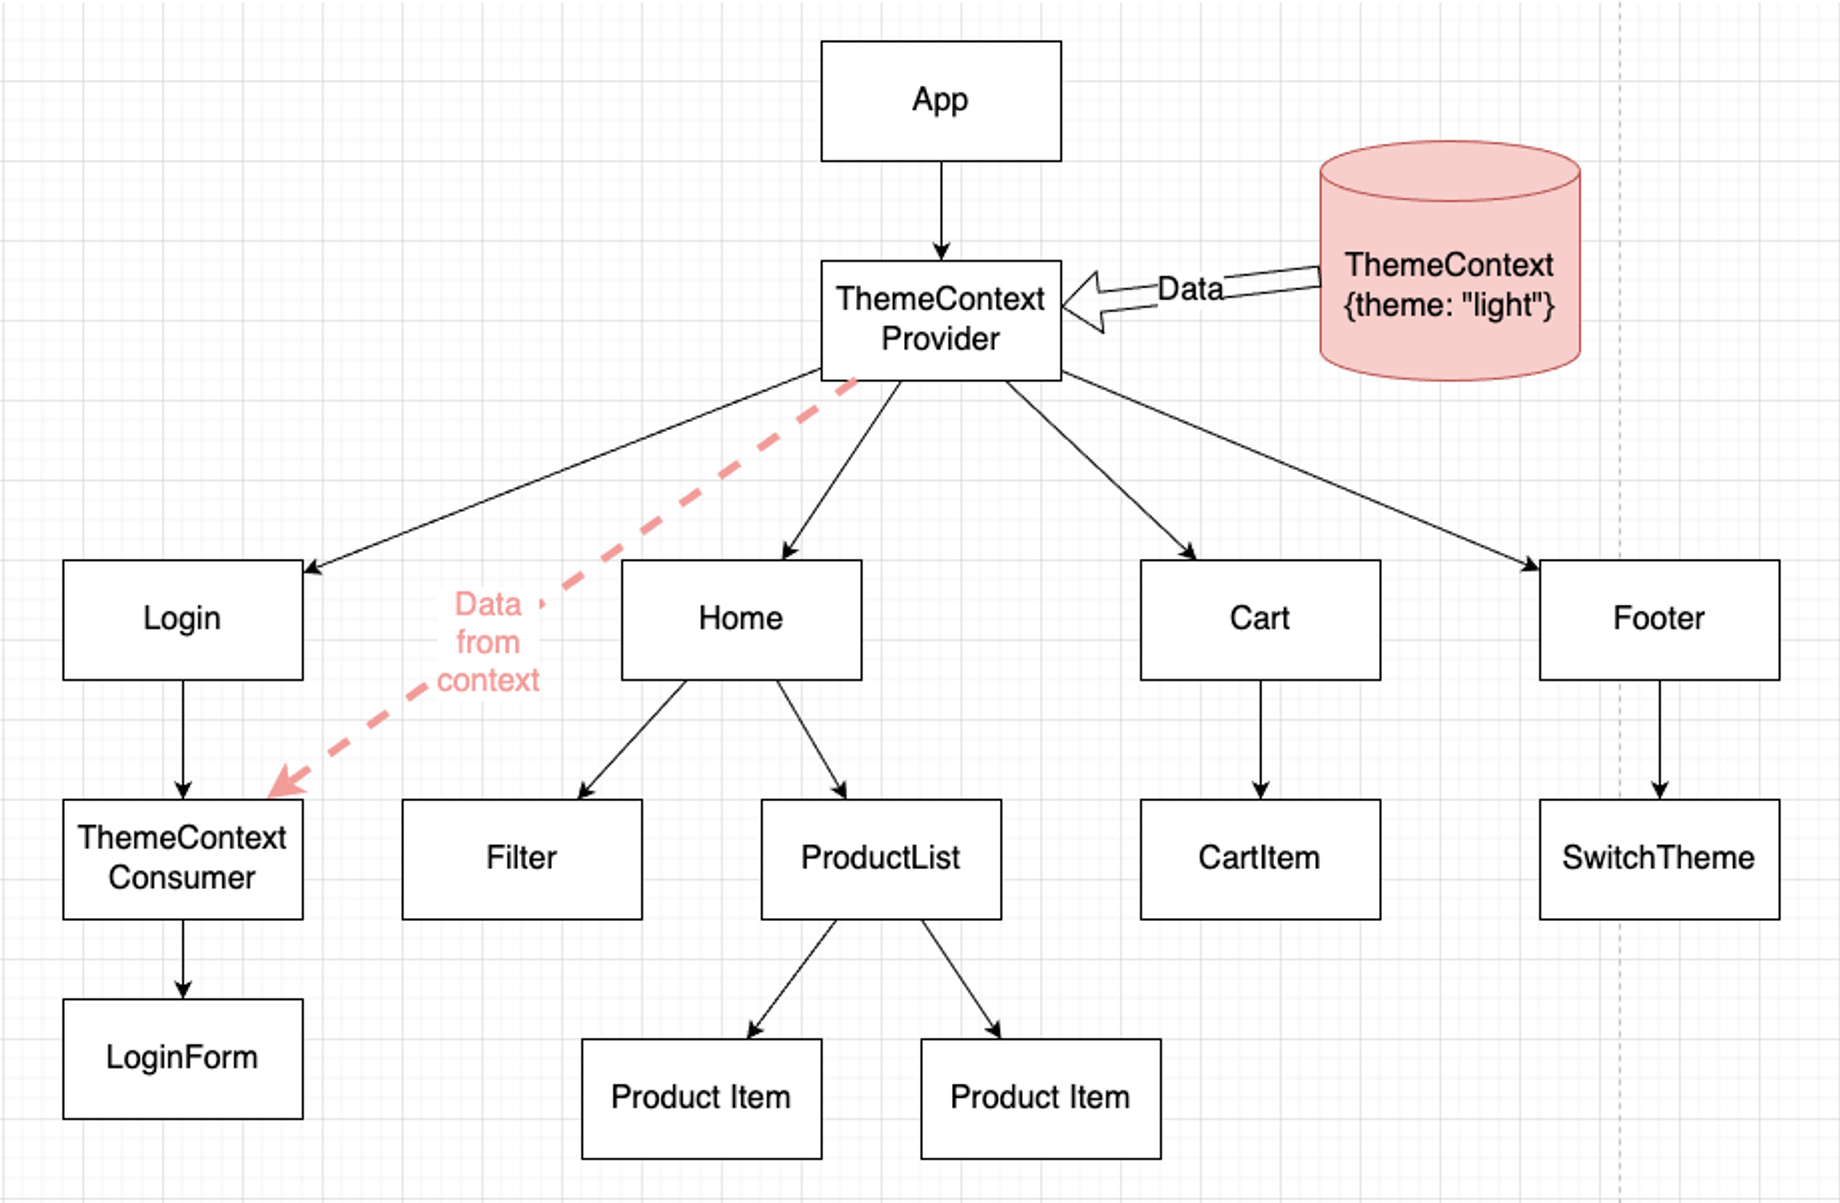 App
ThemeContext
Provider
Data
ThemeContext
{theme: "light"}
Data
from
context
Login
Home
Cart
Footer
ThemeContext
Consumer
Filter
ProductList
CartItem
SwitchTheme
LoginForm
Product Item
Product Item